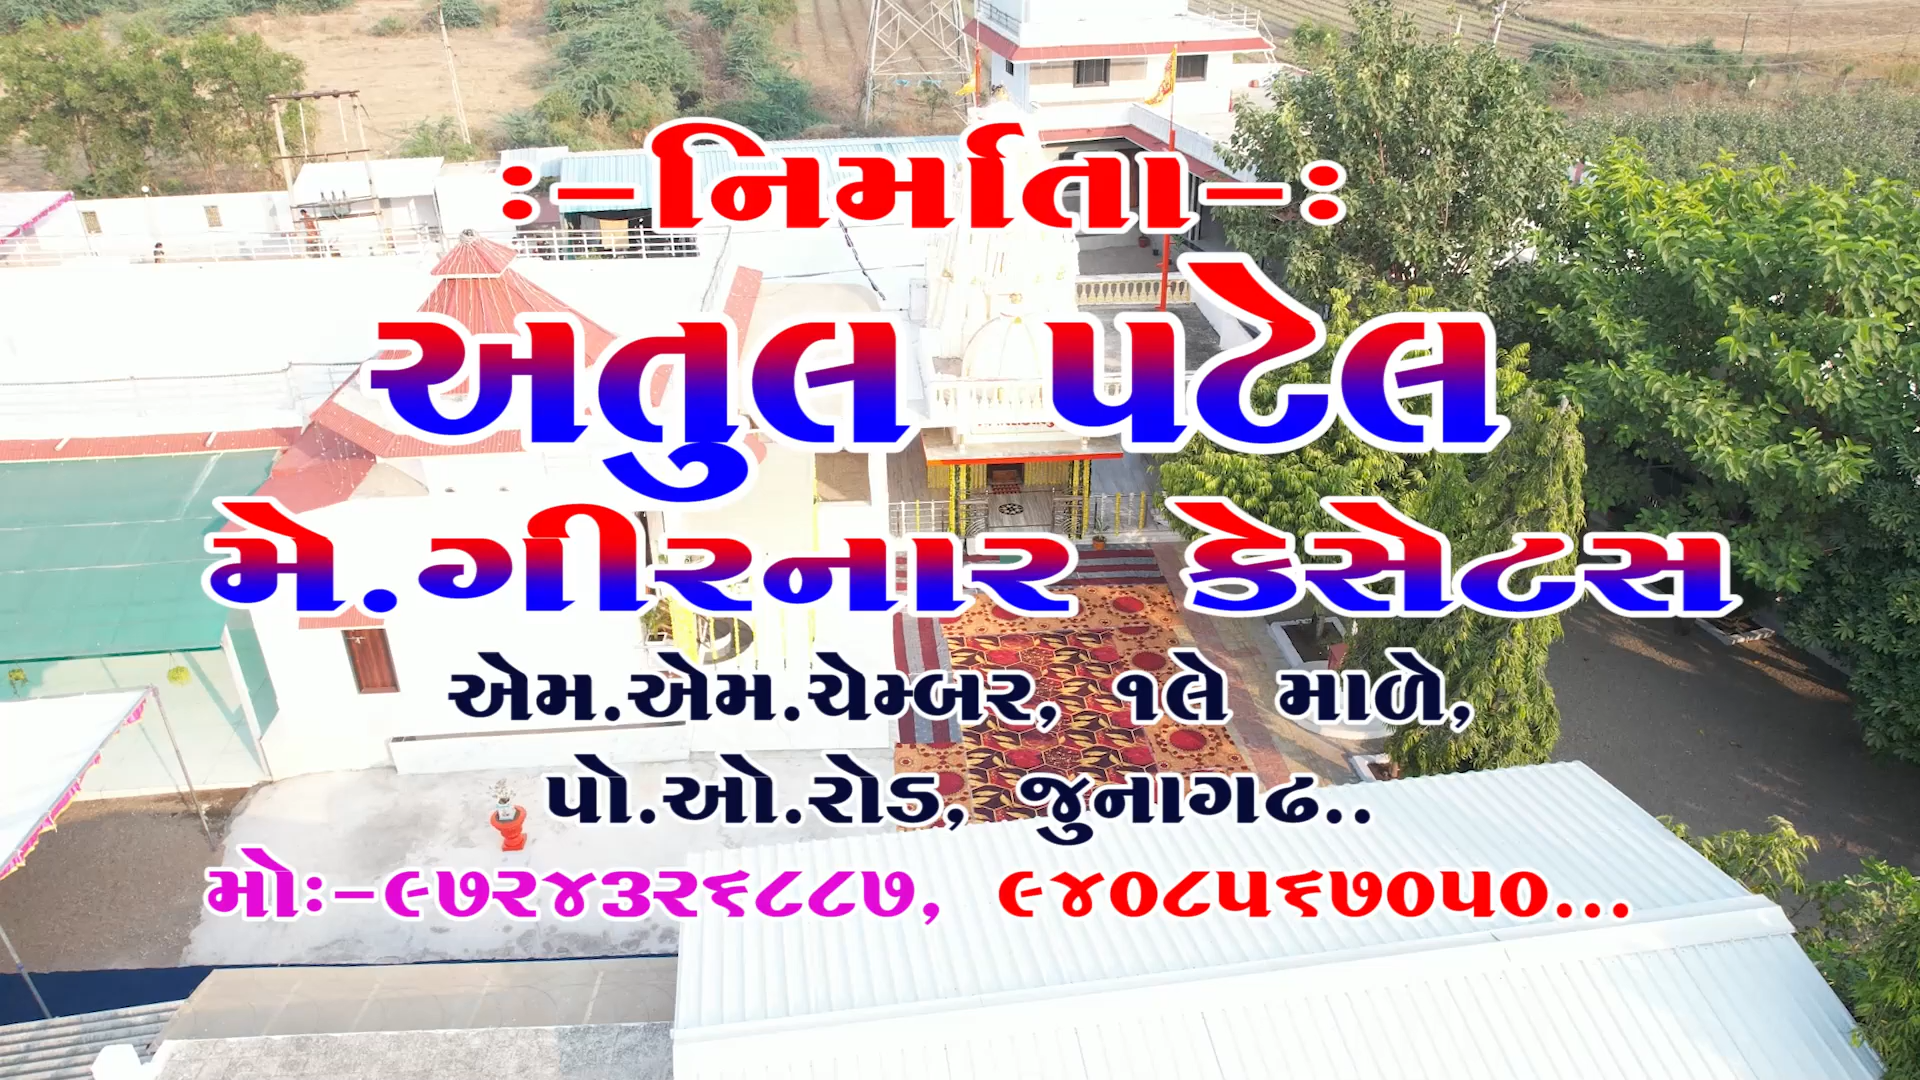 :-નિર્માતા-:
અતુલ પટેલ
મે.ગીરનાર કેસેટસ
એમ.એમ.ચેમ્બર, ૧લે માળે,
પો.ઓ.રોડ, જુનાગઢ..
મોઃ-૯૭૨૪૩૨૬૮૮૭, ૯૪૦૮૫૬૭૦૫૦...